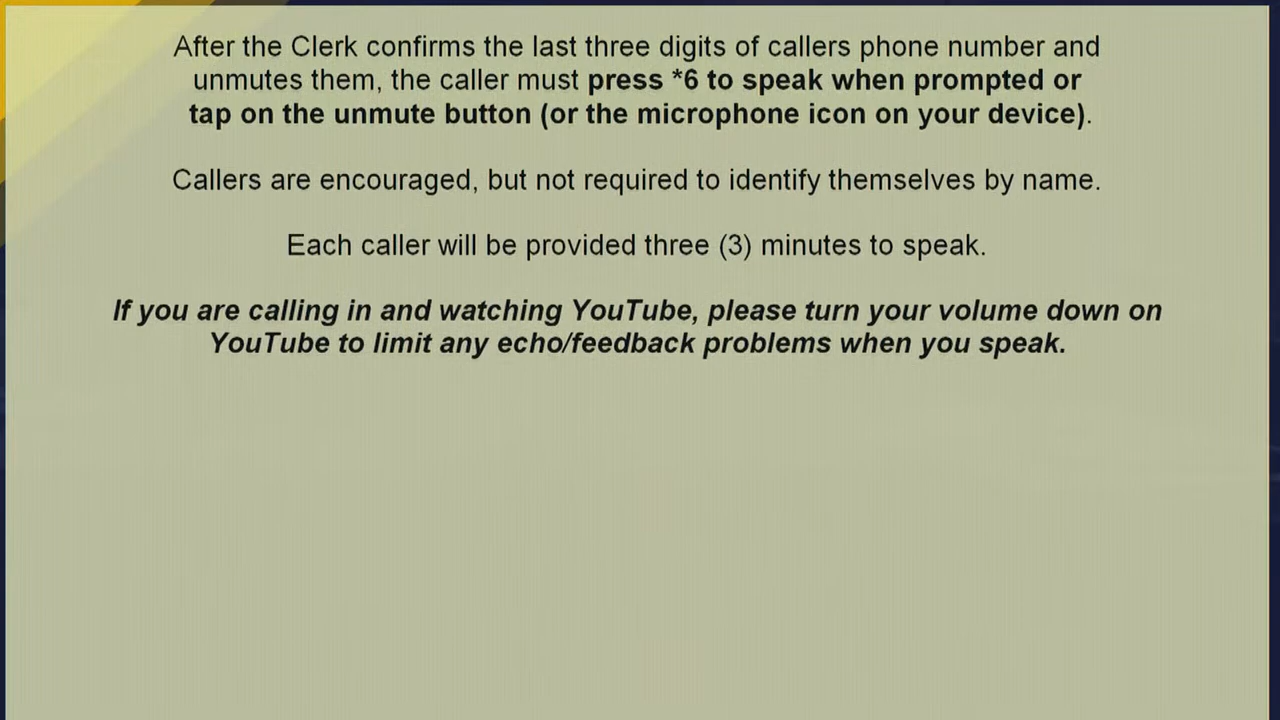 After the Clerk confirms the last three digits of callers phone number and
unmutes them, the caller must press *6 to speak when prompted or
tap on the unmute button (or the microphone icon on your device).
Callers are encouraged, but not required to identify themselves by name.
Each caller will be provided three (3) minutes to speak.
If you are calling in and watching YouTube, please turn your volume down on
YouTube to limit any echo/feedback problems when you speak.